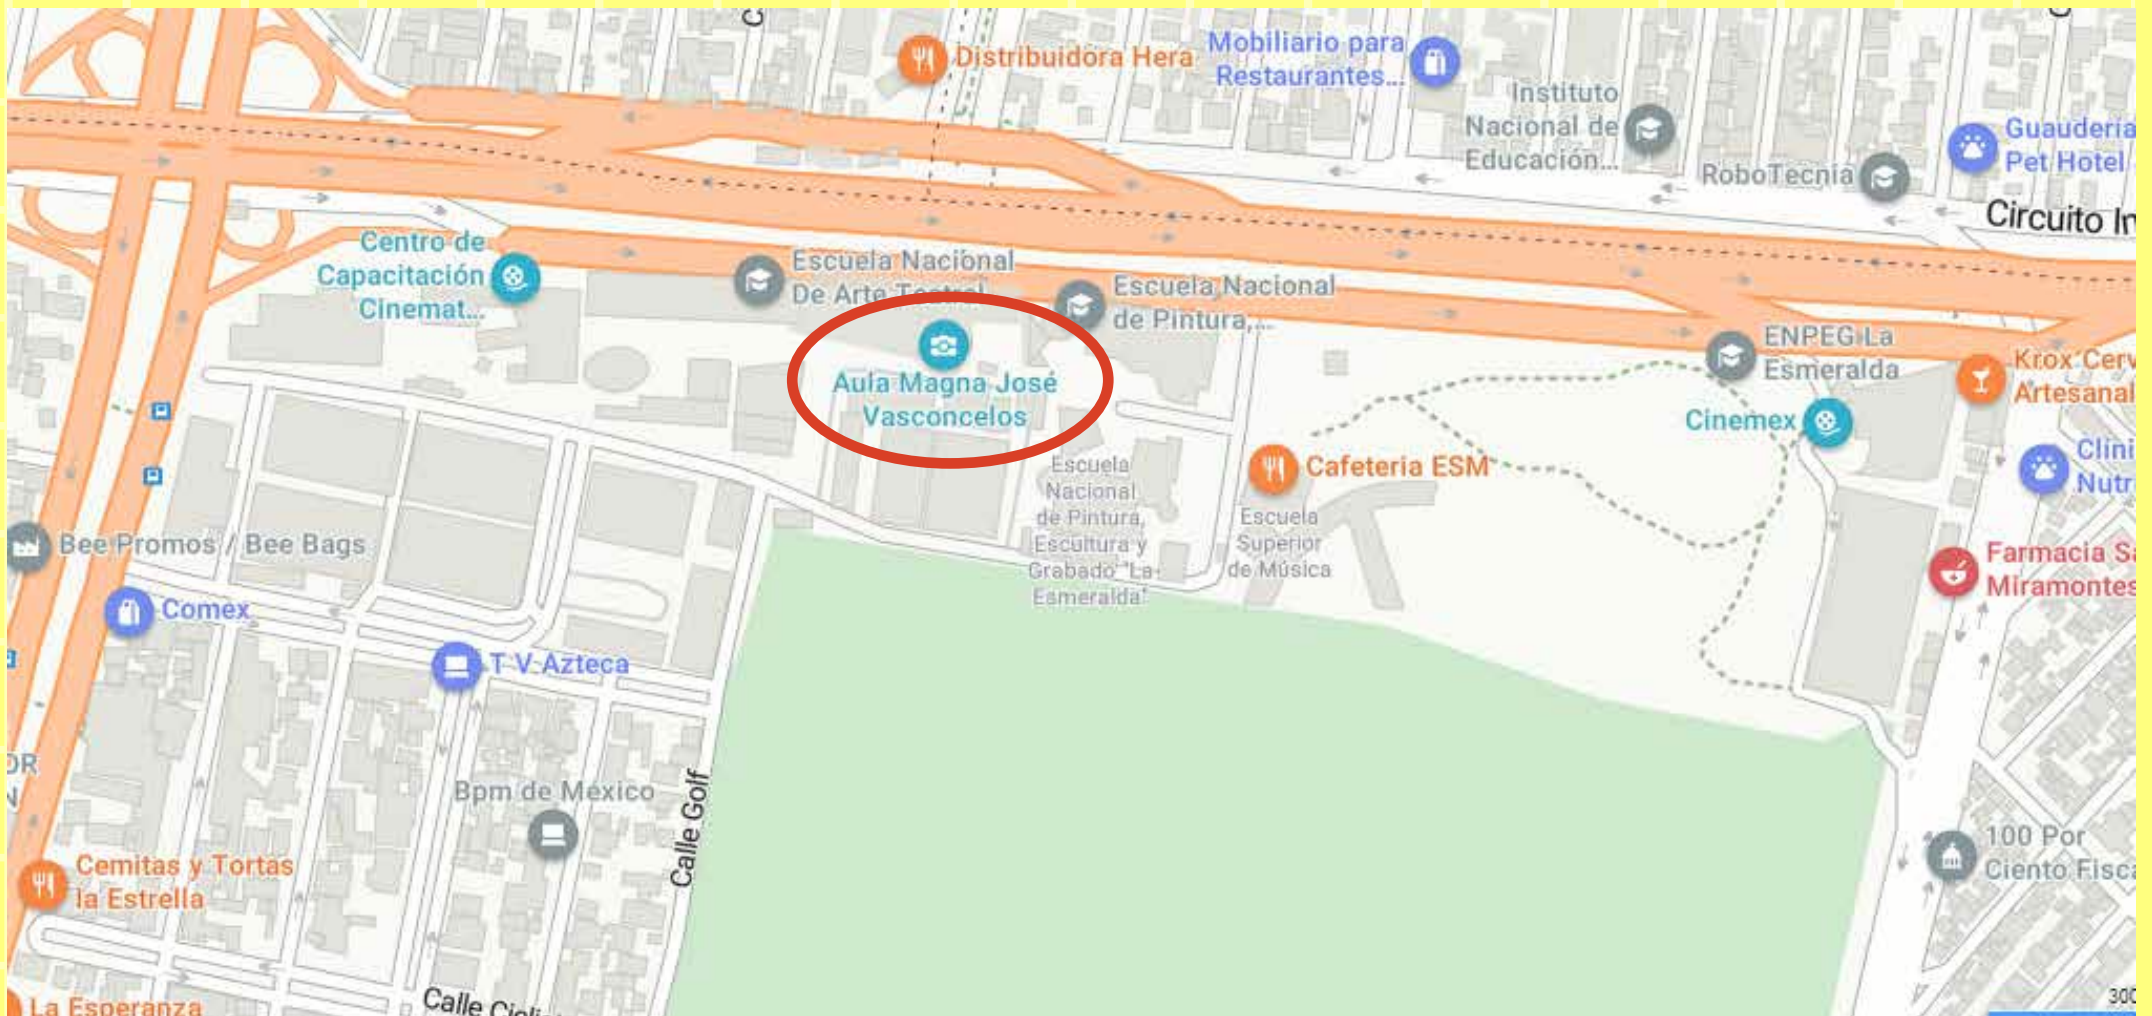 Distribuidora Hera
Mobiliario para
Restaurantes...
Instituto
Nacional de
Educación...
RoboTecnia
Guauderia
Pet Hotel
Circuito In
Centro de
Capacitación
Cinemat...
Escuela Nacional
De Arte Teatral
Escuela Nacional
de Pintura,...
Aula Magna José
Vasconcelos
ENPEG La
Esmeralda
Krox Cerv
Artesanal
Cinemex
Cafeteria ESM
Clíni
Nutr
Escuela
Nacional
de Pintura,
Escultura y
Grabado "La
Esmeralda"
Escuela
Superior
de Música
Bee Promos / Bee Bags
Farmacia Sa
Miramontes
Comex
T V Azteca
Bpm de México
Calle Golf
100 Por
Ciento Fisca
Cemitas y Tortas
la Estrella
La Esperanza
Calle
300